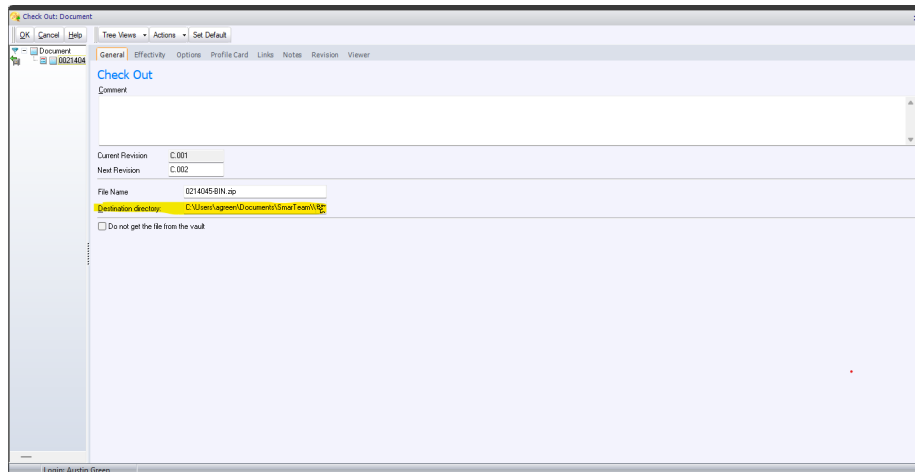 Check Out: Document
OK Cancel Help Tree Views Actions Set Default
Document
0021404
General Effectivity Options Profile Card Links Notes Revision Viewer
Check Out
Comment
Current Revision C.001
Next Revision C.002
File Name 0214045-BIN.zip
Destination directory: C:\Users\agreen\Documents\SmarTeam\\
Do not get the file from the vault
Login: Austin Green